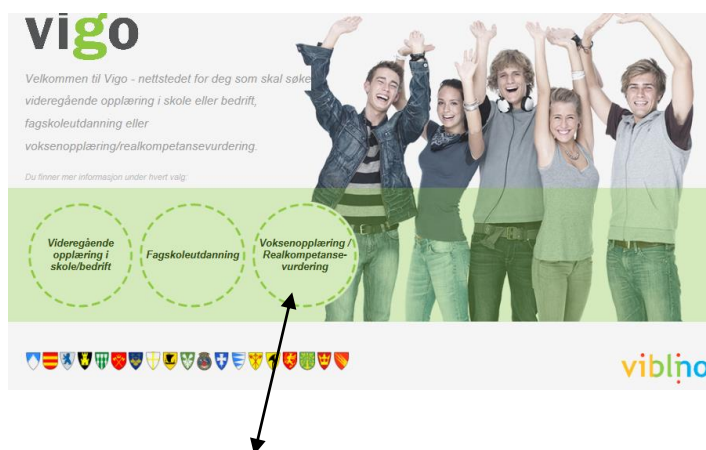 vigo
Velkommen til Vigo - nettstedet for deg som skal søke
videregående opplæring i skole eller bedrift,
fagskoleutdanning eller
voksenopplæring/realkompetansevurdering.
Du finner mer informasjon under hvert valg:
Videregående
opplæring i
skole/bedrift
Fagskoleutdanning
Voksenopplæring /
Realkompetanse-
vurdering
vilbli.no